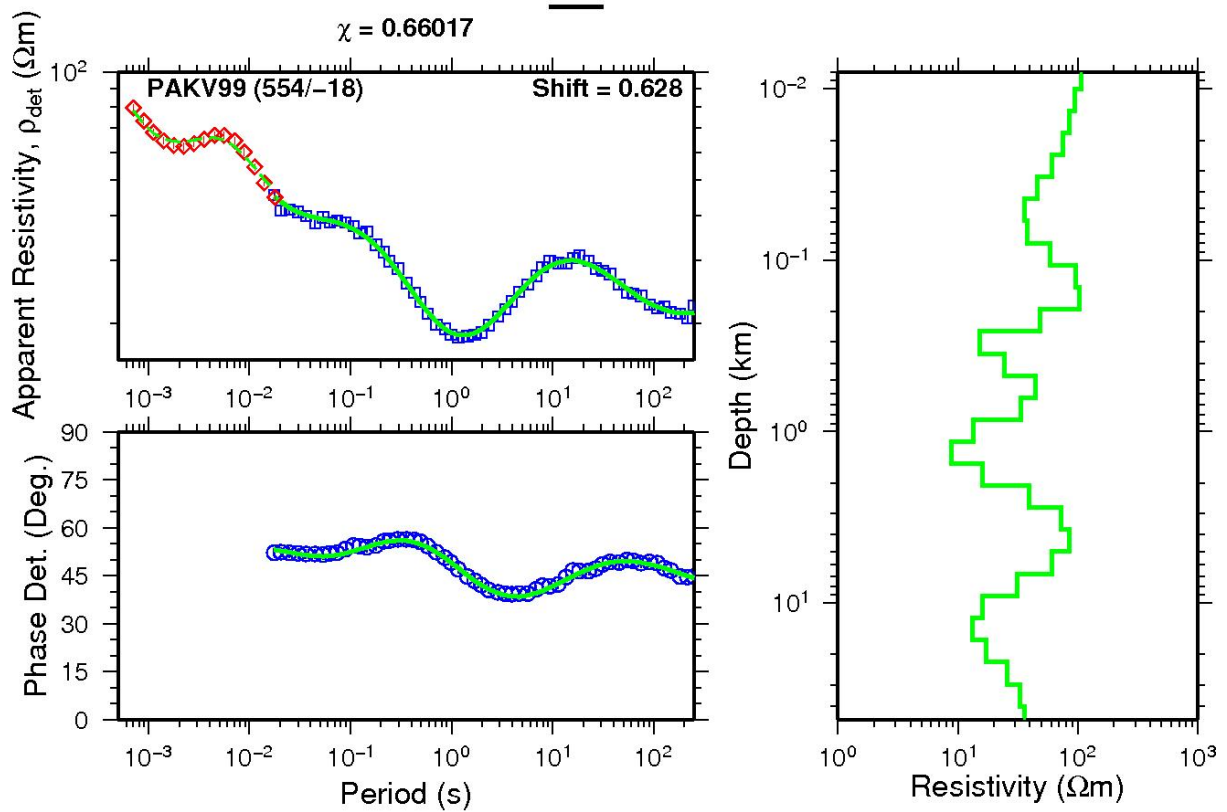 χ = 0.66017
Apparent Resistivity, ρdet (Ωm)
10²
PAKV99 (554/−18) Shift = 0.628
10⁻³ 10⁻² 10⁻¹ 10⁰ 10¹ 10²
Phase Det. (Deg.)
90
75
60
45
30
15
0
10⁻³ 10⁻² 10⁻¹ 10⁰ 10¹ 10²
Period (s)
Depth (km)
10⁻²
10⁻¹
10⁰
10¹
10⁰ 10¹ 10² 10³
Resistivity (Ωm)